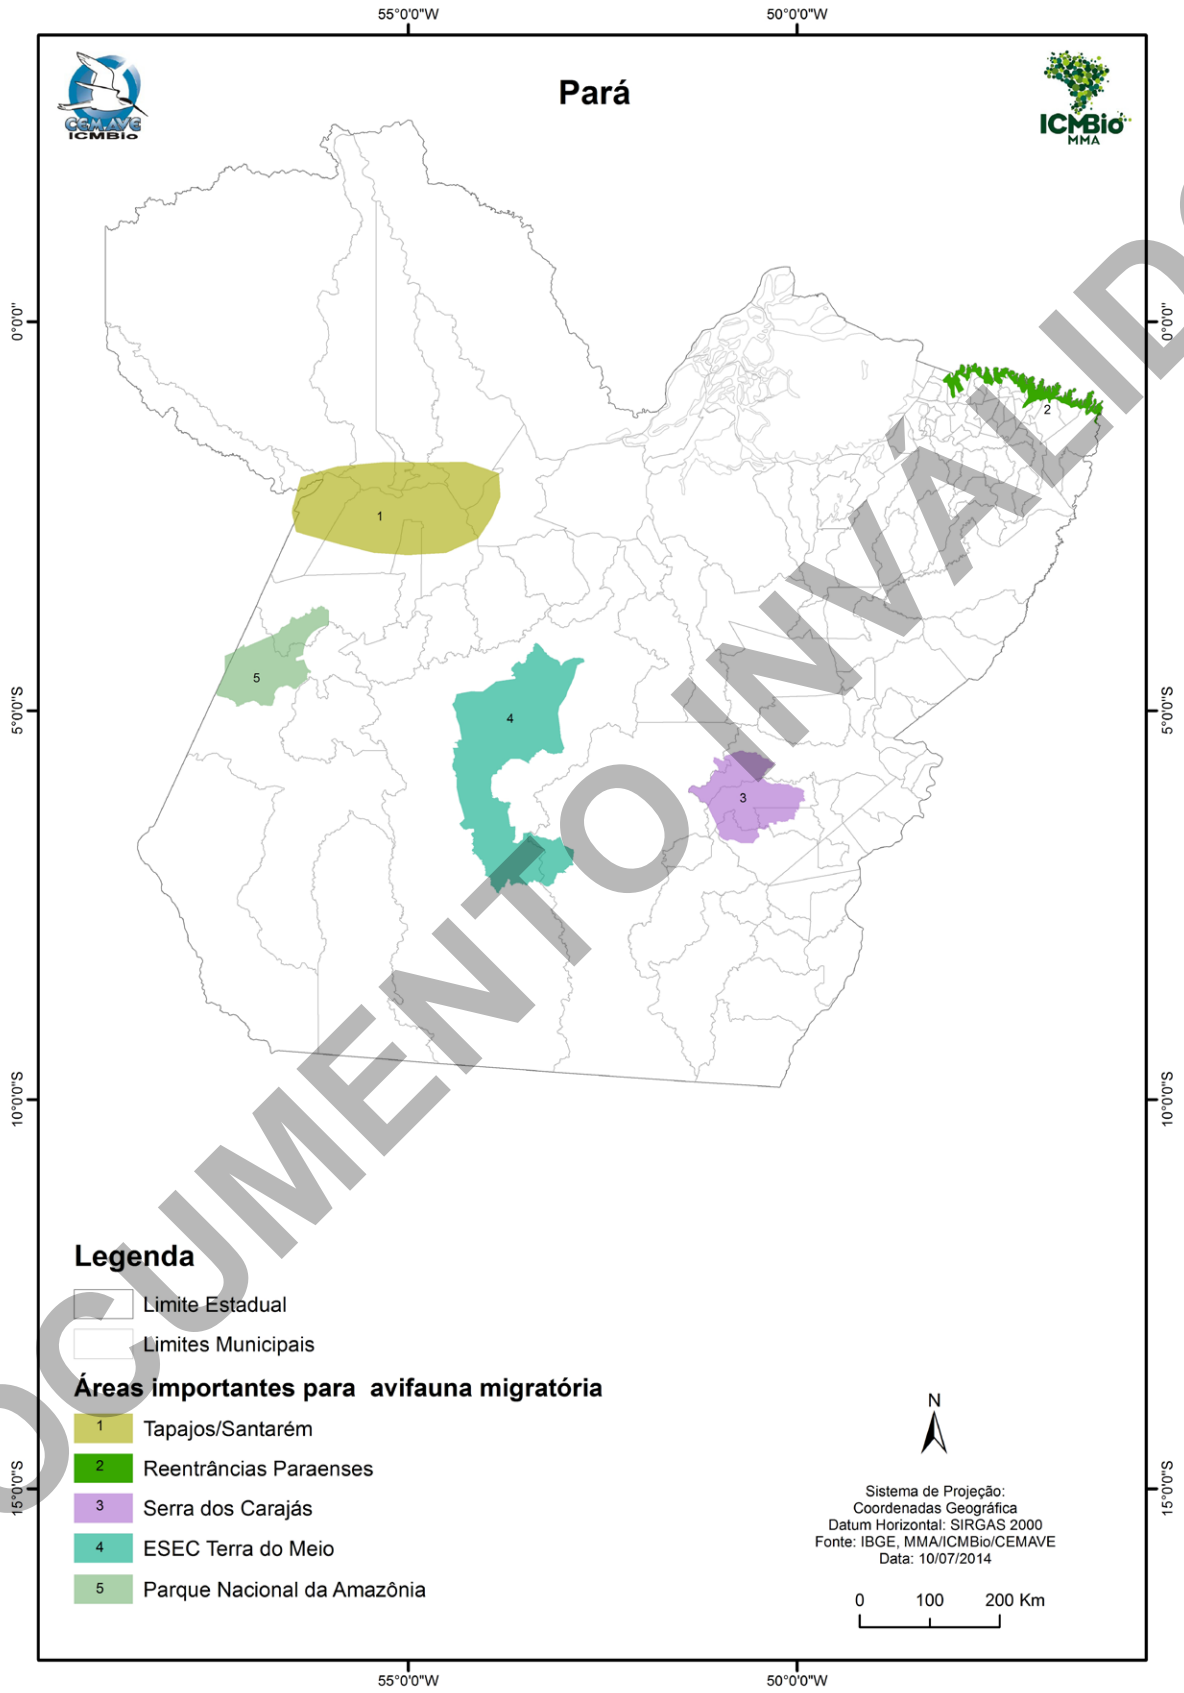 55°0'0"W 50°0'0"W
CEMAVE
ICMBio
Pará
ICMBio
MMA
0°0'0" 0°0'0"
2
1
5
4
5°0'0"S 5°0'0"S
3
10°0'0"S 10°0'0"S
DOCUMENTO INVÁLIDO
Legenda
Limite Estadual
Limites Municipais
Áreas importantes para avifauna migratória
1 Tapajos/Santarém
2 Reentrâncias Paraenses
3 Serra dos Carajás
4 ESEC Terra do Meio
5 Parque Nacional da Amazônia
15°0'0"S 15°0'0"S
N
Sistema de Projeção:
Coordenadas Geográfica
Datum Horizontal: SIRGAS 2000
Fonte: IBGE, MMA/ICMBio/CEMAVE
Data: 10/07/2014
0 100 200 Km
55°0'0"W 50°0'0"W